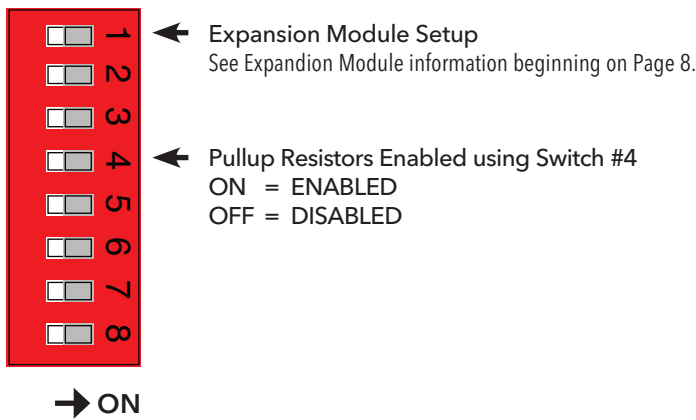 1
Expansion Module Setup
See Expandion Module information beginning on Page 8.
2
3
4
Pullup Resistors Enabled using Switch #4
ON = ENABLED
OFF = DISABLED
5
6
7
8
ON